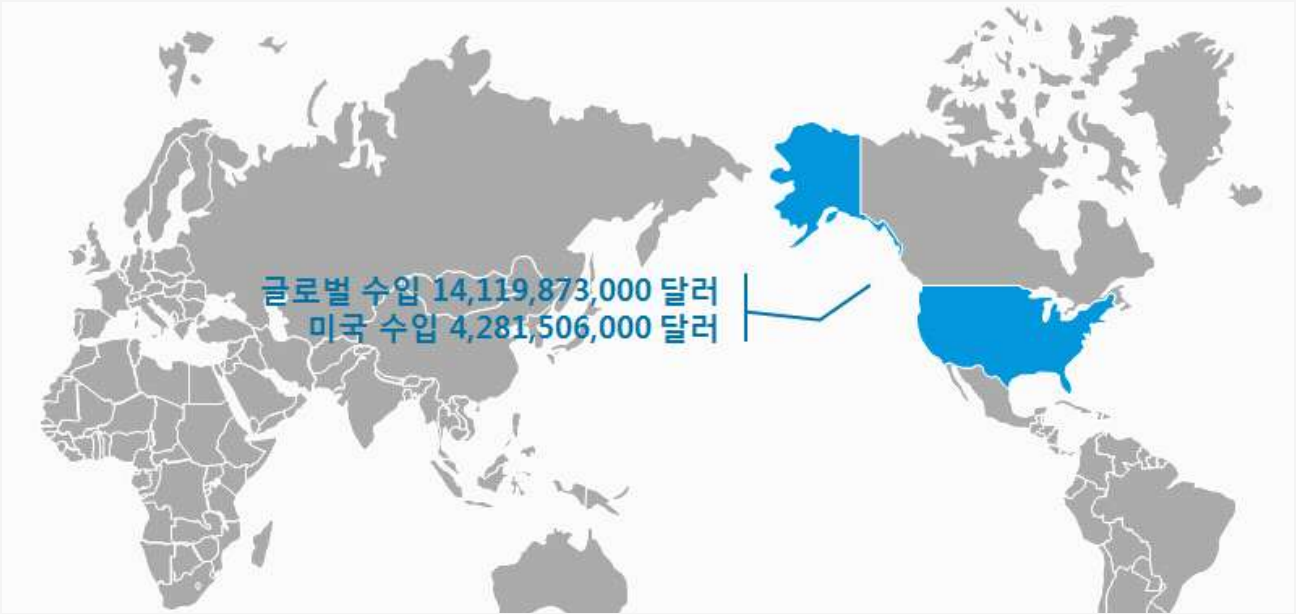 글로벌 수입 14,119,873,000 달러
미국 수입 4,281,506,000 달러